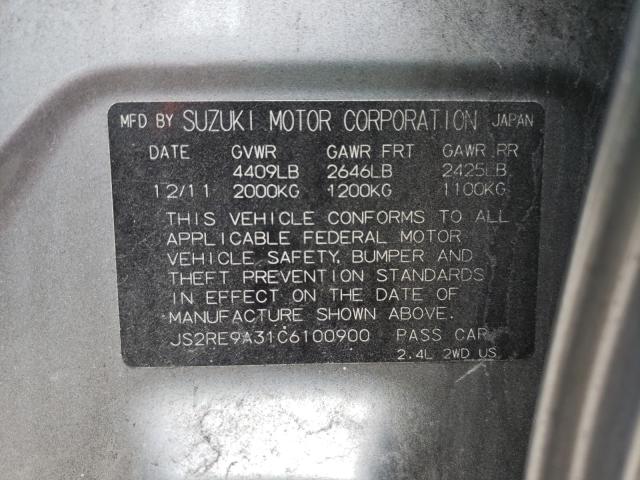 MFD BY SUZUKI MOTOR CORPORATION JAPAN
DATE GVWR GAWR FRT GAWR RR
4409LB 2646LB 2425LB
12/11 2000KG 1200KG 1100KG
THIS VEHICLE CONFORMS TO ALL
APPLICABLE FEDERAL MOTOR
VEHICLE SAFETY, BUMPER AND
THEFT PREVENTION STANDARDS
IN EFFECT ON THE DATE OF
MANUFACTURE SHOWN ABOVE.
JS2RE9A31C6100900 PASS CAR
2.4L 2WD US